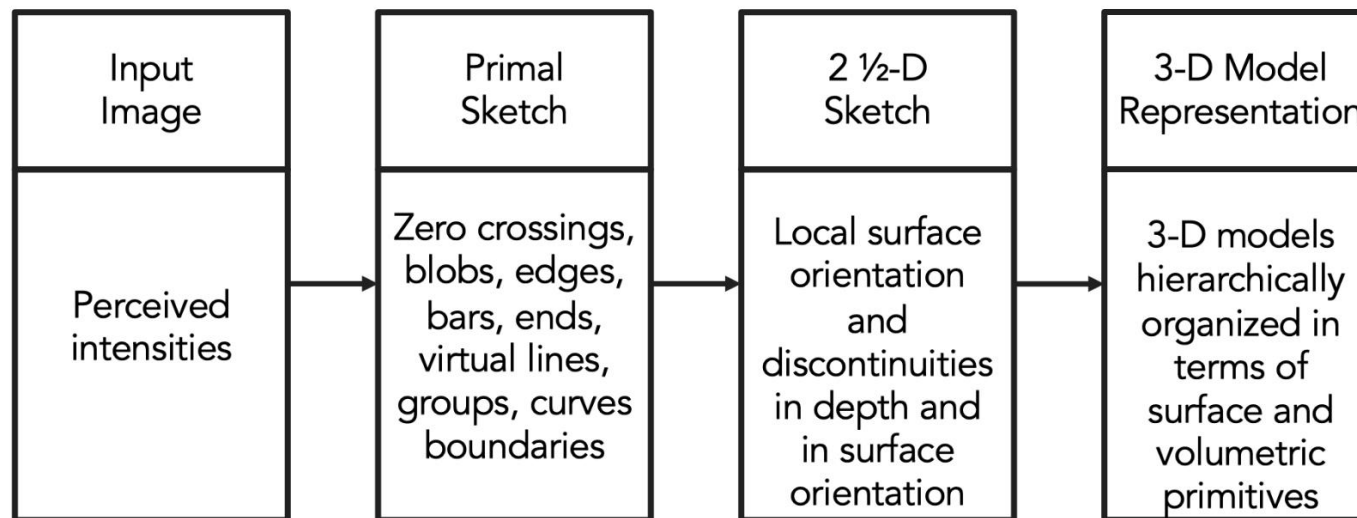 Input
Image
Perceived
intensities
Primal
Sketch
Zero crossings,
blobs, edges,
bars, ends,
virtual lines,
groups, curves
boundaries
2 ½-D
Sketch
Local surface
orientation
and
discontinuities
in depth and
in surface
orientation
3-D Model
Representation
3-D models
hierarchically
organized in
terms of
surface and
volumetric
primitives